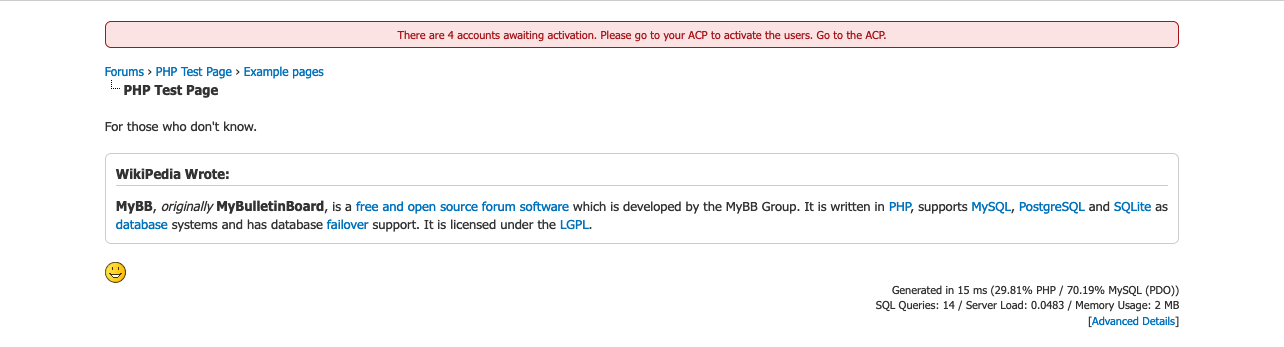 There are 4 accounts awaiting activation. Please go to your ACP to activate the users. Go to the ACP.
Forums › PHP Test Page › Example pages
PHP Test Page
For those who don't know.
WikiPedia Wrote:
MyBB, originally MyBulletinBoard, is a free and open source forum software which is developed by the MyBB Group. It is written in PHP, supports MySQL, PostgreSQL and SQLite as
database systems and has database failover support. It is licensed under the LGPL.
Generated in 15 ms (29.81% PHP / 70.19% MySQL (PDO))
SQL Queries: 14 / Server Load: 0.0483 / Memory Usage: 2 MB
[Advanced Details]